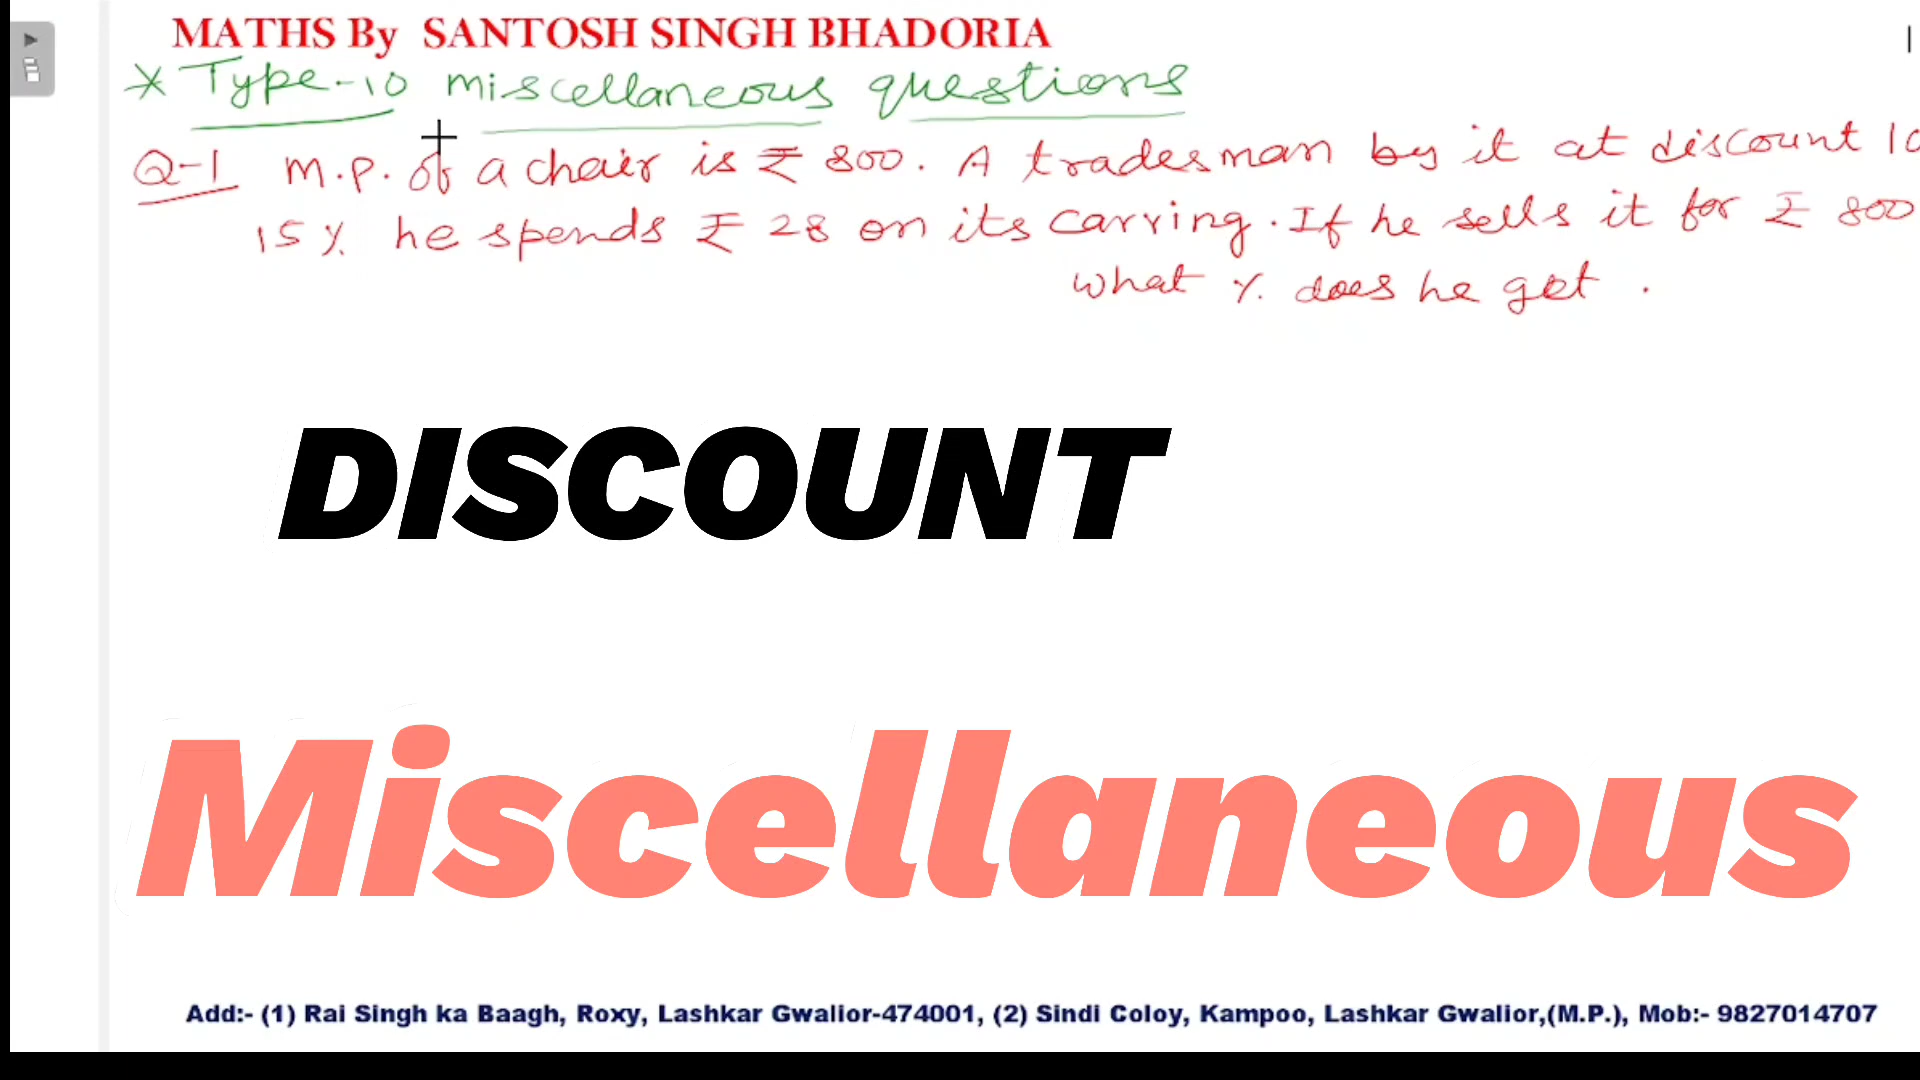 MATHS By SANTOSH SINGH BHADORIA
* Type-10 miscellaneous questions
Q-1 M.P. of a chair is ₹ 800. A tradesman by it at discount 10
15 % he spends ₹ 28 on its carring. If he sells it for ₹ 800
what % does he get .
DISCOUNT
Miscellaneous
Add:- (1) Rai Singh ka Baagh, Roxy, Lashkar Gwalior-474001, (2) Sindi Coloy, Kampoo, Lashkar Gwalior,(M.P.), Mob:- 9827014707